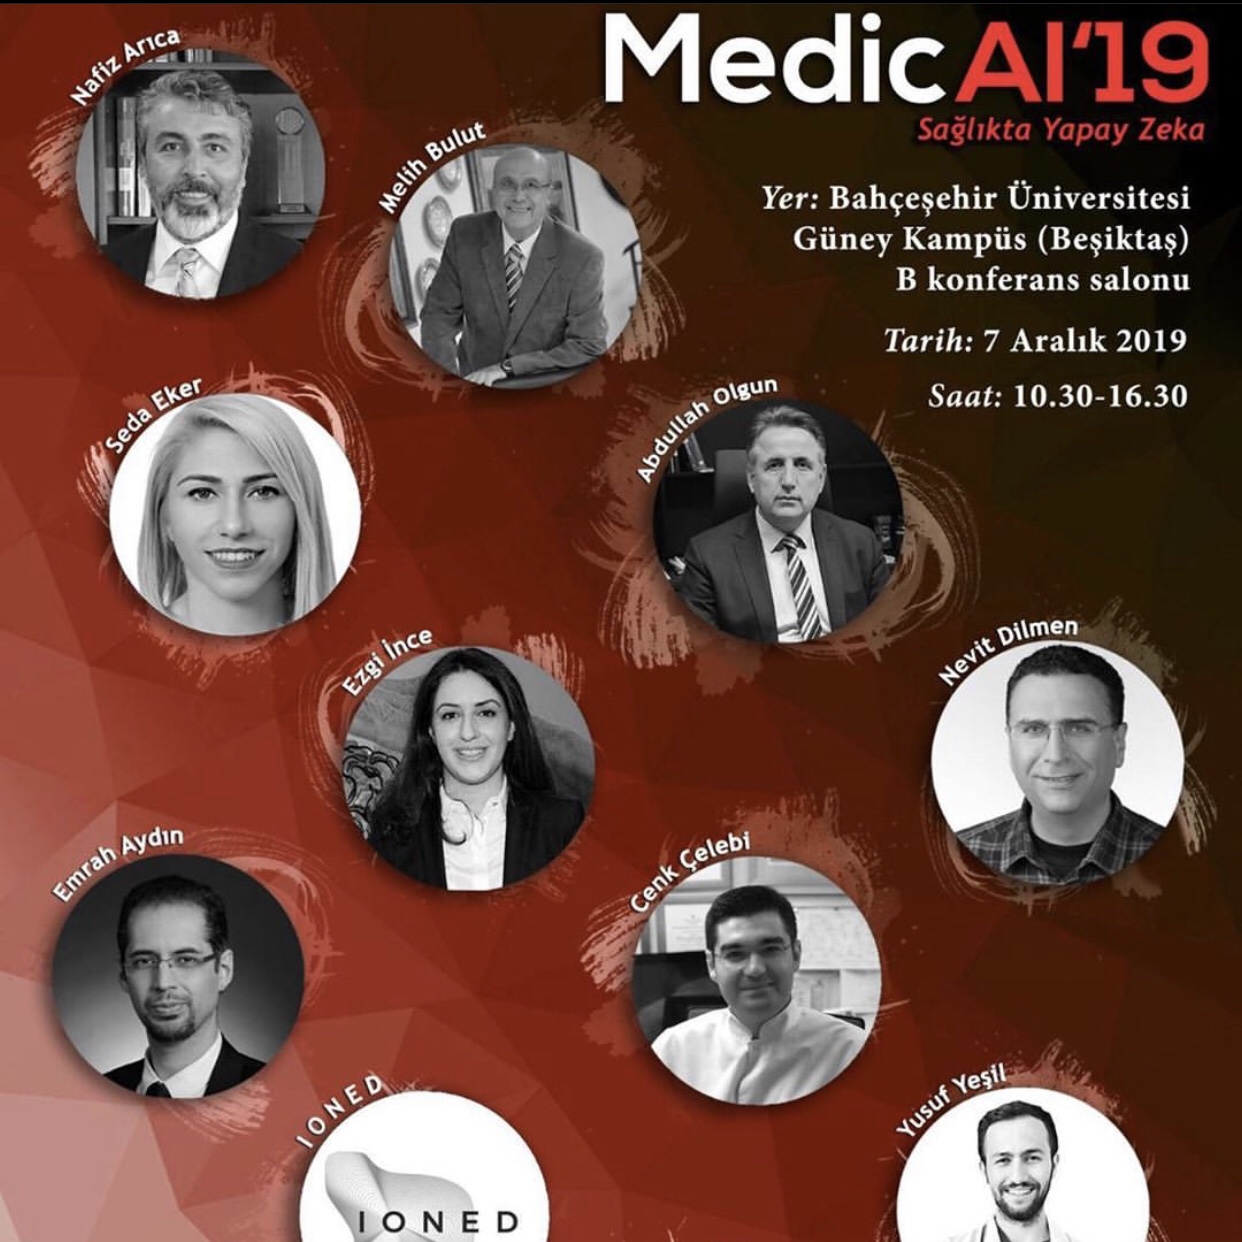 MedicAI'19
Sağlıkta Yapay Zeka
Yer: Bahçeşehir Üniversitesi
Güney Kampüs (Beşiktaş)
B konferans salonu
Tarih: 7 Aralık 2019
Saat: 10.30-16.30
Nafiz Arıca
Melih Bulut
Seda Eker
Abdullah Olgun
Ezgi İnce
Nevit Dilmen
Emrah Aydın
Cenk Çelebi
IONED
IONED
Yusuf Yeşil